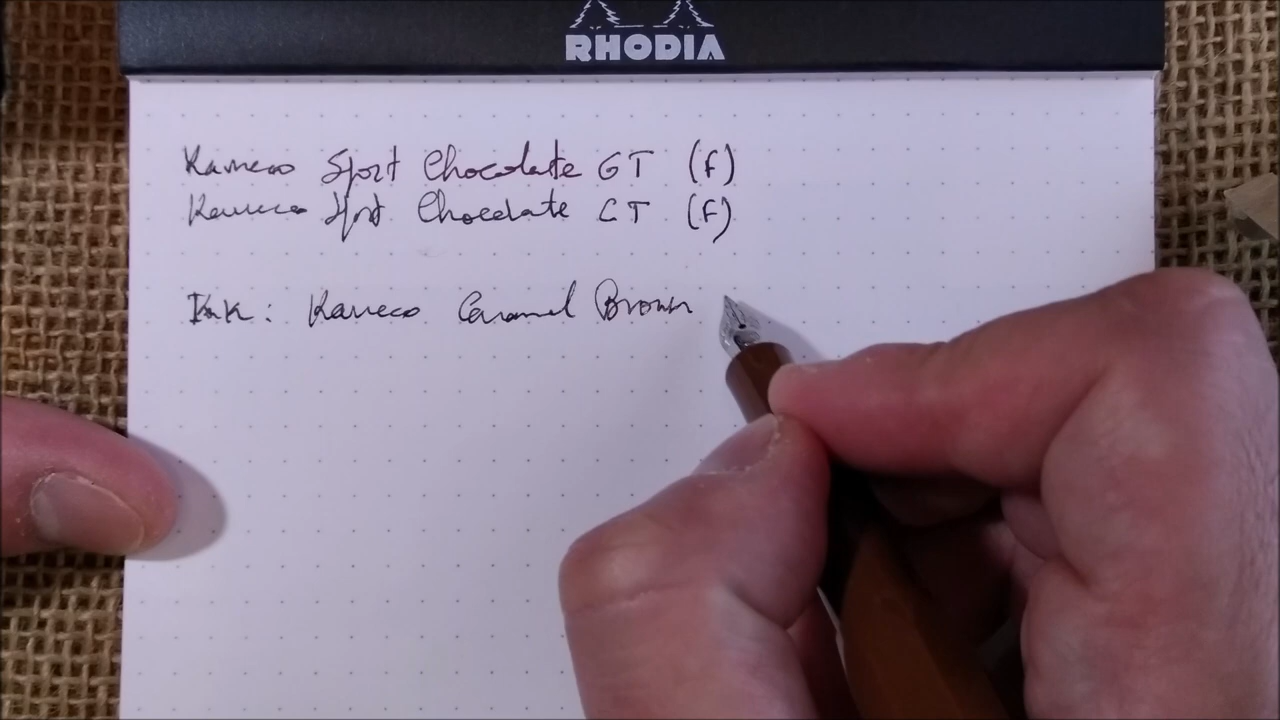 RHODIA
Kaweco Sport Chocolate GT (F)
Kaweco Sport Chocolate CT (F)
Ink: Kaweco Caramel Brown